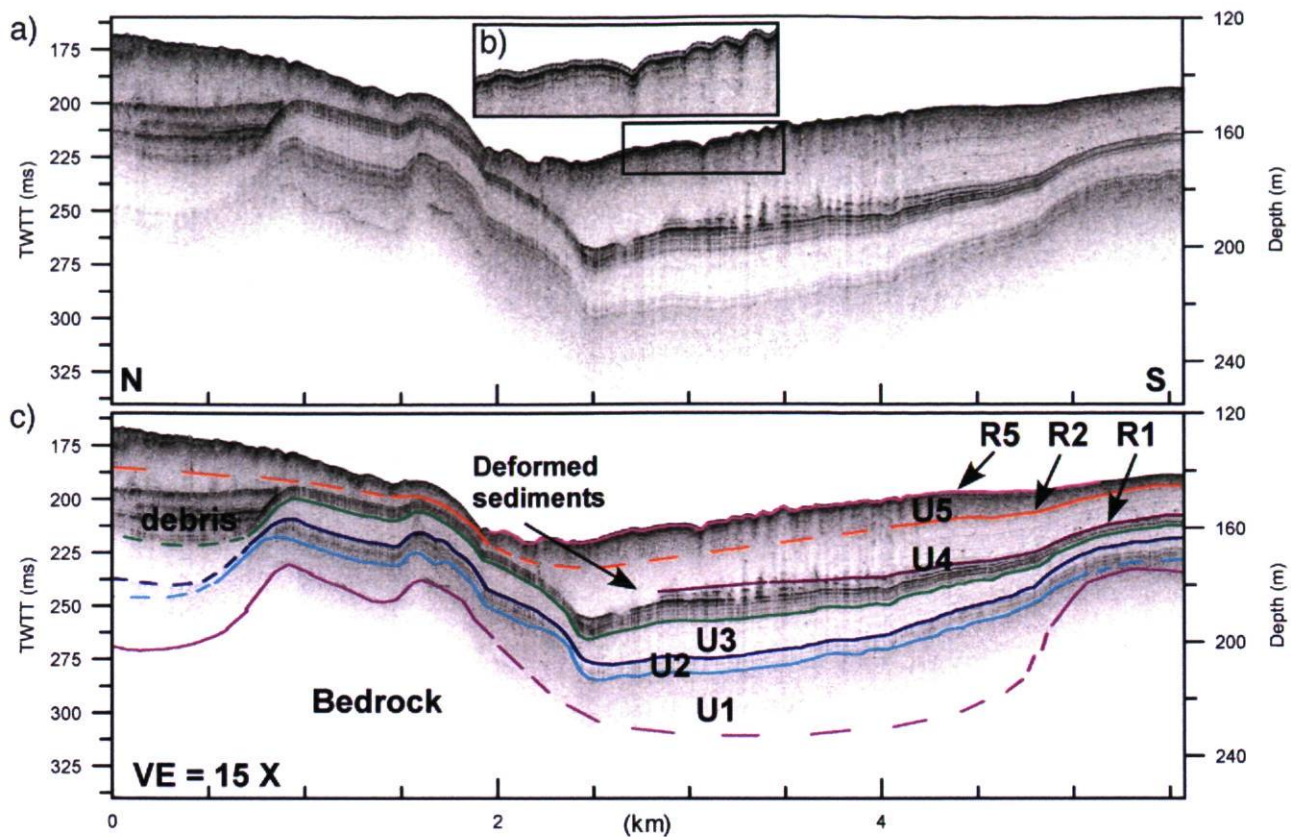 a)
b)
TWTT (ms)
175
200
225
250
275
300
325
Depth (m)
120
160
200
240
N
S
2
4
c)
TWTT (ms)
175
200
225
250
275
300
325
Depth (m)
120
160
200
240
R5
R2
R1
Deformed
sediments
debris
U5
U4
U3
U2
U1
Bedrock
VE = 15 X
0
2
(km)
4